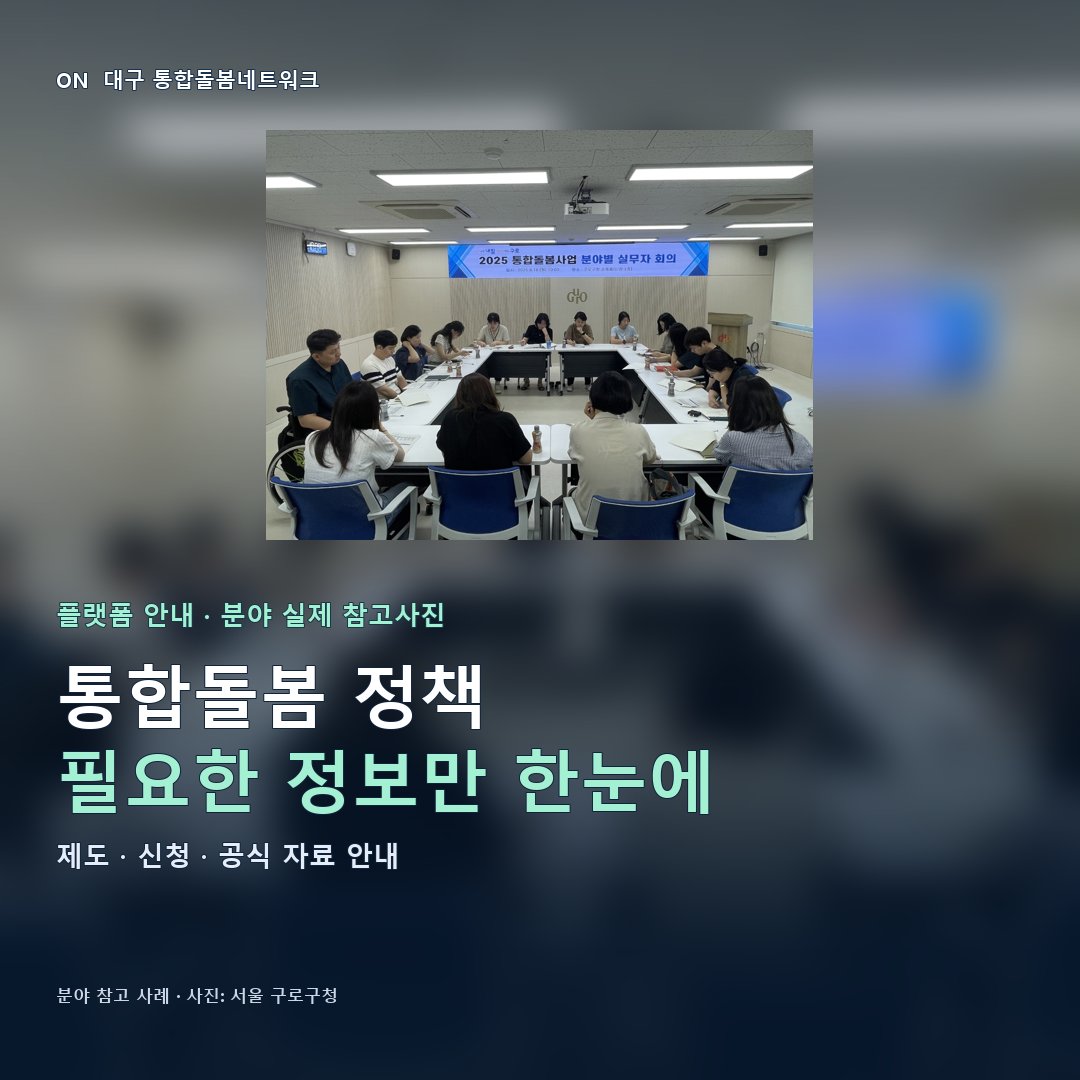 ON 대구 통합돌봄네트워크
2025 통합돌봄사업 분야별 실무자 회의
GURO
플랫폼 안내 · 분야 실제 참고사진
통합돌봄 정책
필요한 정보만 한눈에
제도 · 신청 · 공식 자료 안내
분야 참고 사례 · 사진: 서울 구로구청